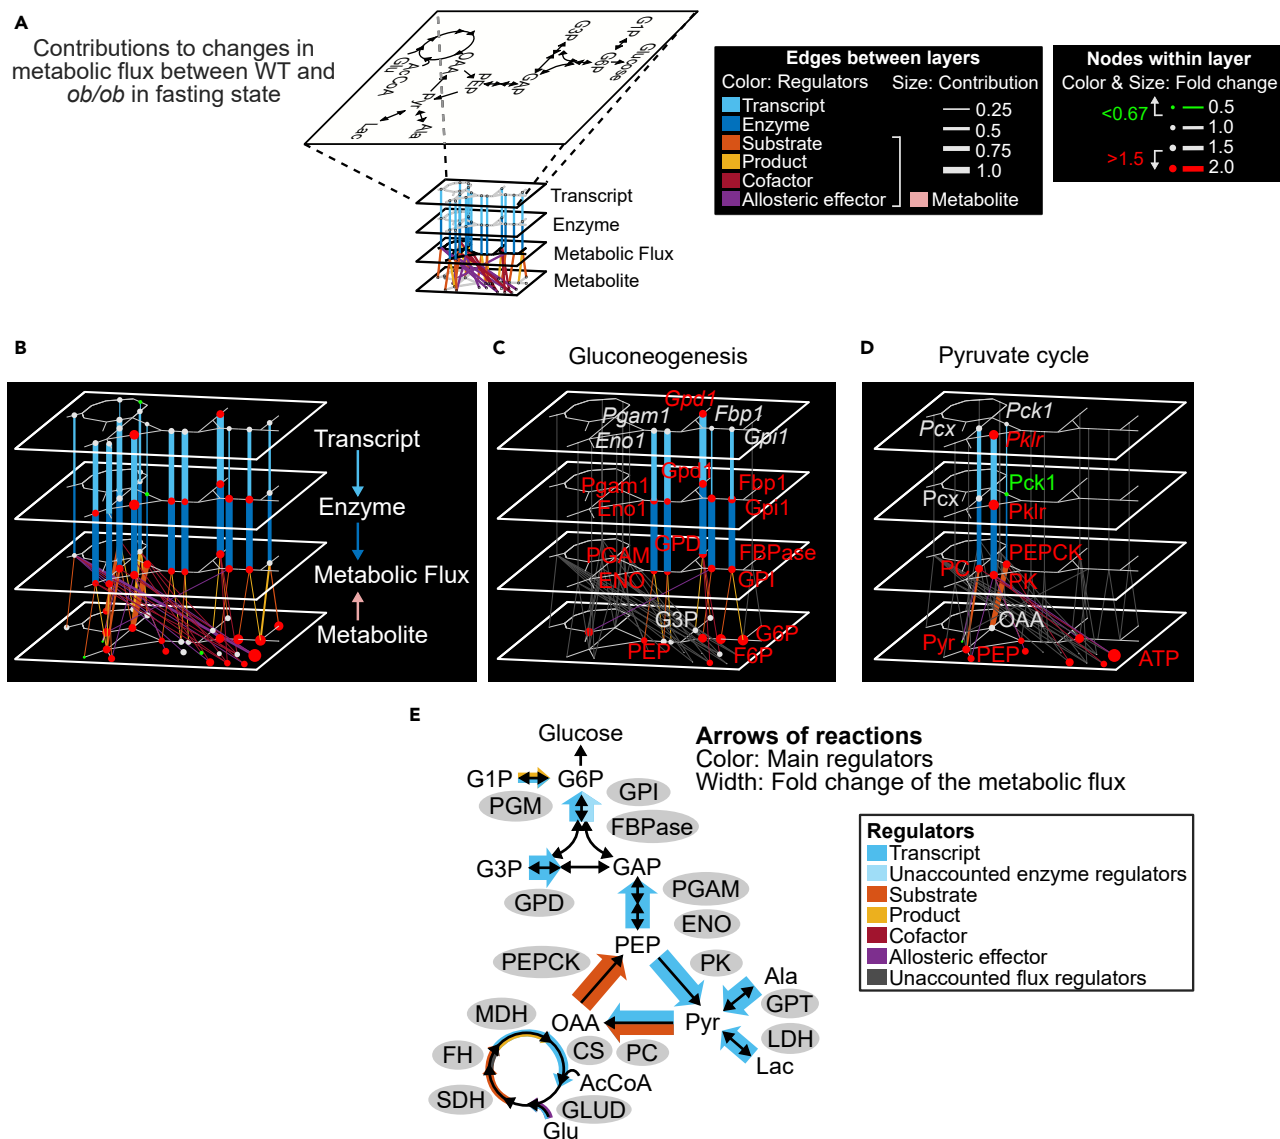 A
Contributions to changes in
metabolic flux between WT and
ob/ob in fasting state
Glu
AcCoA
OAA
PEP
Pyr
Lac
Ala
GAP
G3P
G6P
G1P
Glucose
Transcript
Enzyme
Metabolic Flux
Metabolite
Edges between layers
Color: Regulators
Size: Contribution
Transcript
Enzyme
Substrate
Product
Cofactor
Allosteric effector
Metabolite
0.25
0.5
0.75
1.0
Nodes within layer
Color & Size: Fold change
<0.67
>1.5
0.5
1.0
1.5
2.0
B
Transcript
Enzyme
Metabolic Flux
Metabolite
C
Gluconeogenesis
Gpd1
Pgam1
Fbp1
Eno1
Gpi1
Gpd1
Pgam1
Fbp1
Eno1
Gpi1
GPD
PGAM
FBPase
ENO
GPI
G3P
G6P
PEP
F6P
D
Pyruvate cycle
Pck1
Pcx
Pklr
Pck1
Pcx
Pklr
PEPCK
PC
PK
OAA
Pyr
PEP
ATP
E
Glucose
G1P
G6P
PGM
GPI
FBPase
G3P
GAP
GPD
PGAM
ENO
PEP
PEPCK
PK
Ala
GPT
MDH
OAA
Pyr
LDH
FH
CS
PC
Lac
AcCoA
SDH
GLUD
Glu
Arrows of reactions
Color: Main regulators
Width: Fold change of the metabolic flux
Regulators
Transcript
Unaccounted enzyme regulators
Substrate
Product
Cofactor
Allosteric effector
Unaccounted flux regulators